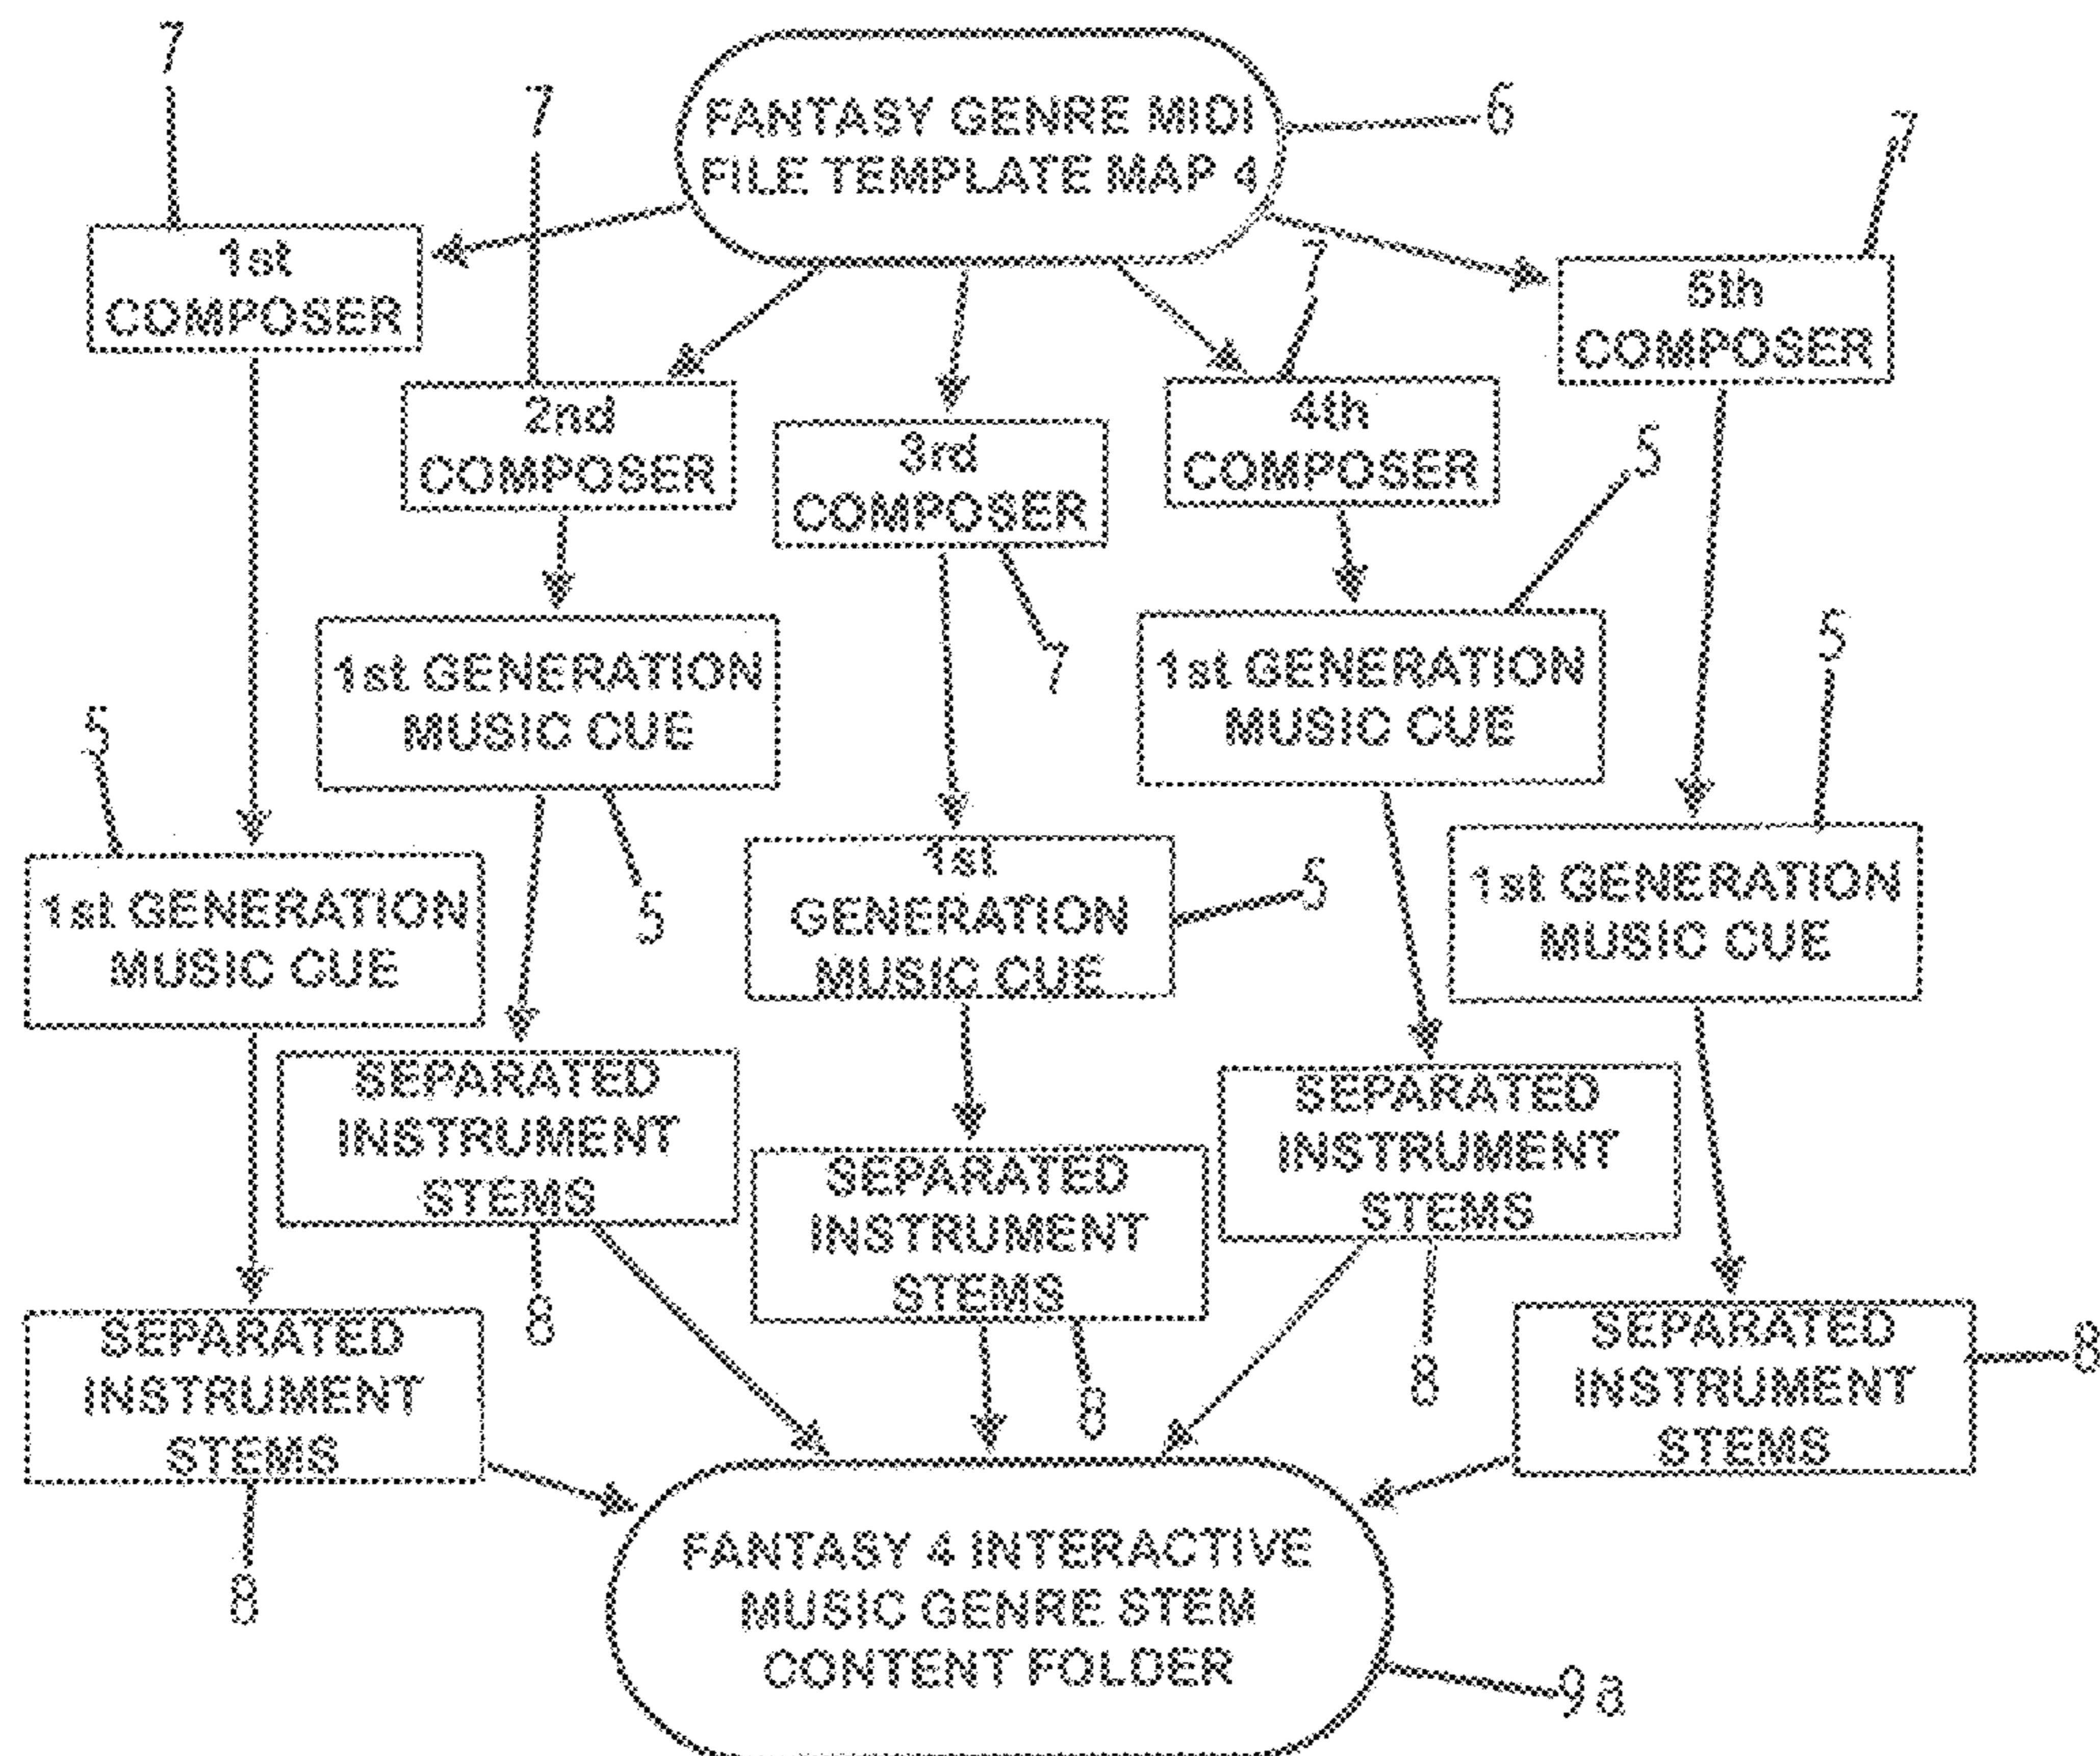 7
7
FANTASY GENRE MIDI
FILE TEMPLATE MAP 4
6
7
1st
COMPOSER
7
5th
COMPOSER
2nd
COMPOSER
3rd
COMPOSER
4th
COMPOSER
5
1st GENERATION
MUSIC CUE
7
1st GENERATION
MUSIC CUE
5
5
1st GENERATION
MUSIC CUE
5
1st
GENERATION
MUSIC CUE
5
1st GENERATION
MUSIC CUE
SEPARATED
INSTRUMENT
STEMS
8
SEPARATED
INSTRUMENT
STEMS
8
SEPARATED
INSTRUMENT
STEMS
8
SEPARATED
INSTRUMENT
STEMS
8
SEPARATED
INSTRUMENT
STEMS
8
FANTASY 4 INTERACTIVE
MUSIC GENRE STEM
CONTENT FOLDER
9a